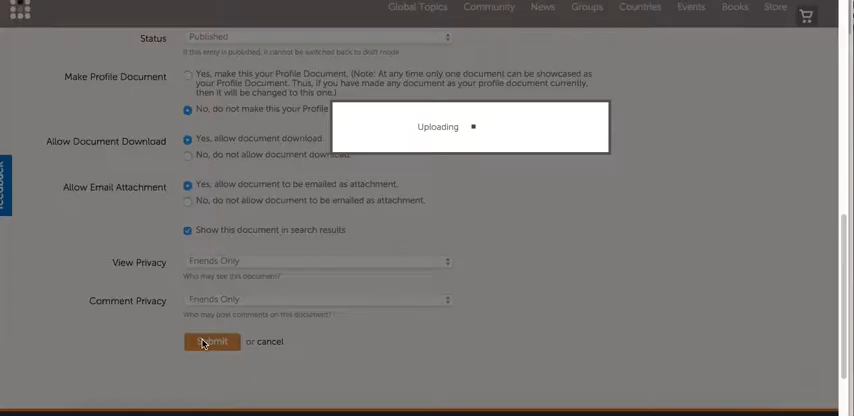 Global Topics Community News Groups Countries Events Books Store
Status Published
If this entry is published, it cannot be switched back to draft mode
Make Profile Document Yes, make this your Profile Document. (Note: At any time only one document can be showcased as
your Profile Document. Thus, if you have made any document as your profile document currently,
then it will be changed to this one.)
No, do not make this your Profile
Uploading
Allow Document Download Yes, allow document download.
No, do not allow document download.
feedback
Allow Email Attachment Yes, allow document to be emailed as attachment.
No, do not allow document to be emailed as attachment.
Show this document in search results
View Privacy Friends Only
Who may see this document?
Comment Privacy Friends Only
Who may post comments on this document?
Submit or cancel